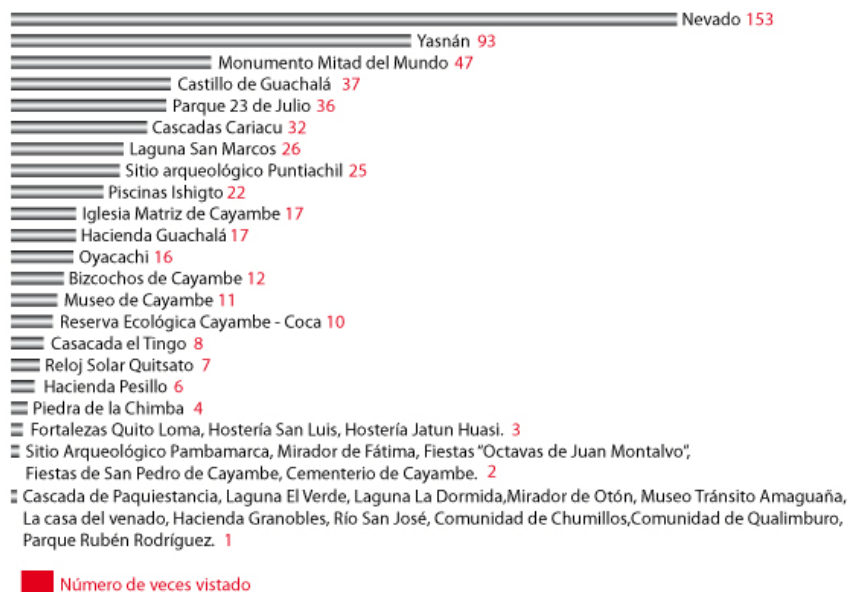 Nevado 153
Yasnán 93
Monumento Mitad del Mundo 47
Castillo de Guachalá 37
Parque 23 de Julio 36
Cascadas Cariacu 32
Laguna San Marcos 26
Sitio arqueológico Puntiachil 25
Piscinas Ishigto 22
Iglesia Matriz de Cayambe 17
Hacienda Guachalá 17
Oyacachi 16
Bizcochos de Cayambe 12
Museo de Cayambe 11
Reserva Ecológica Cayambe - Coca 10
Casacada el Tingo 8
Reloj Solar Quitsato 7
Hacienda Pesillo 6
Piedra de la Chimba 4
Fortalezas Quito Loma, Hostería San Luis, Hostería Jatun Huasi. 3
Sitio Arqueológico Pambamarca, Mirador de Fátima, Fiestas “Octavas de Juan Montalvo”,
Fiestas de San Pedro de Cayambe, Cementerio de Cayambe. 2
Cascada de Paquiestancia, Laguna El Verde, Laguna La Dormida,Mirador de Otón, Museo Tránsito Amaguaña,
La casa del venado, Hacienda Granobles, Río San José, Comunidad de Chumillos,Comunidad de Qualimburo,
Parque Rubén Rodríguez. 1
Número de veces vistado